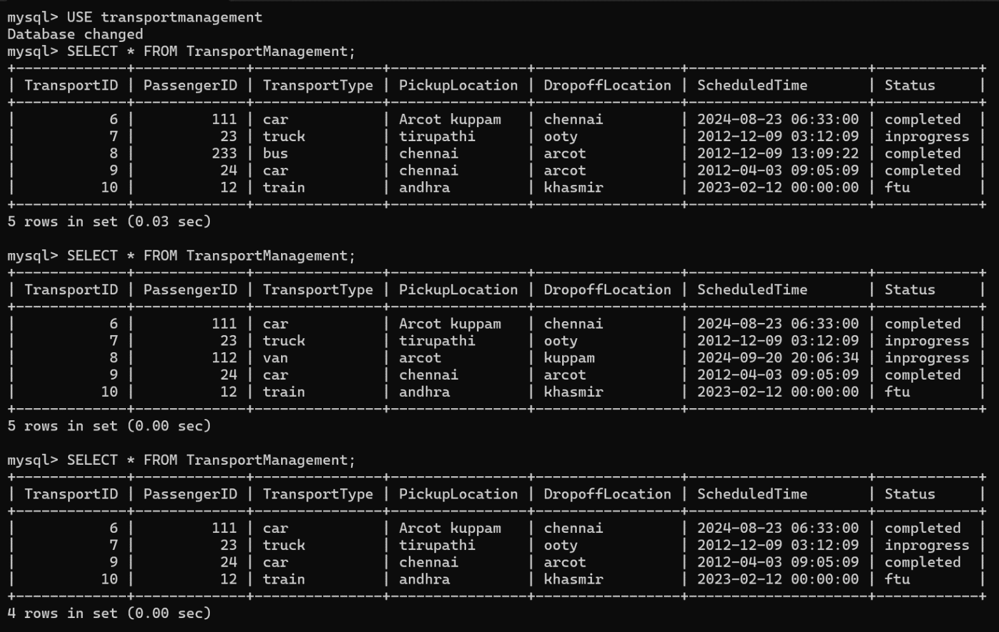 mysql> USE transportmanagement
Database changed
mysql> SELECT * FROM TransportManagement;
+-------------+-------------+---------------+----------------+-----------------+---------------------+------------+
| TransportID | PassengerID | TransportType | PickupLocation | DropoffLocation | ScheduledTime       | Status     |
+-------------+-------------+---------------+----------------+-----------------+---------------------+------------+
|           6 |         111 | car           | Arcot kuppam   | chennai         | 2024-08-23 06:33:00 | completed  |
|           7 |          23 | truck         | tirupathi      | ooty            | 2012-12-09 03:12:09 | inprogress |
|           8 |         233 | bus           | chennai        | arcot           | 2012-12-09 13:09:22 | completed  |
|           9 |          24 | car           | chennai        | arcot           | 2012-04-03 09:05:09 | completed  |
|          10 |          12 | train         | andhra         | khasmir         | 2023-02-12 00:00:00 | ftu        |
+-------------+-------------+---------------+----------------+-----------------+---------------------+------------+
5 rows in set (0.03 sec)
mysql> SELECT * FROM TransportManagement;
+-------------+-------------+---------------+----------------+-----------------+---------------------+------------+
| TransportID | PassengerID | TransportType | PickupLocation | DropoffLocation | ScheduledTime       | Status     |
+-------------+-------------+---------------+----------------+-----------------+---------------------+------------+
|           6 |         111 | car           | Arcot kuppam   | chennai         | 2024-08-23 06:33:00 | completed  |
|           7 |          23 | truck         | tirupathi      | ooty            | 2012-12-09 03:12:09 | inprogress |
|           8 |         112 | van           | arcot          | kuppam          | 2024-09-20 20:06:34 | inprogress |
|           9 |          24 | car           | chennai        | arcot           | 2012-04-03 09:05:09 | completed  |
|          10 |          12 | train         | andhra         | khasmir         | 2023-02-12 00:00:00 | ftu        |
+-------------+-------------+---------------+----------------+-----------------+---------------------+------------+
5 rows in set (0.00 sec)
mysql> SELECT * FROM TransportManagement;
+-------------+-------------+---------------+----------------+-----------------+---------------------+------------+
| TransportID | PassengerID | TransportType | PickupLocation | DropoffLocation | ScheduledTime       | Status     |
+-------------+-------------+---------------+----------------+-----------------+---------------------+------------+
|           6 |         111 | car           | Arcot kuppam   | chennai         | 2024-08-23 06:33:00 | completed  |
|           7 |          23 | truck         | tirupathi      | ooty            | 2012-12-09 03:12:09 | inprogress |
|           9 |          24 | car           | chennai        | arcot           | 2012-04-03 09:05:09 | completed  |
|          10 |          12 | train         | andhra         | khasmir         | 2023-02-12 00:00:00 | ftu        |
+-------------+-------------+---------------+----------------+-----------------+---------------------+------------+
4 rows in set (0.00 sec)